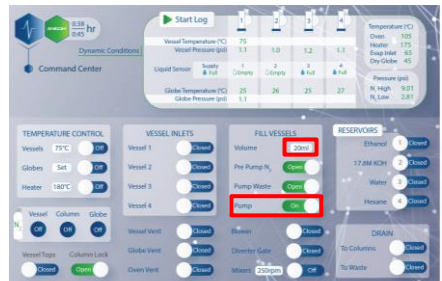 ANKOM 0:38 hr
0:45
Dynamic Conditions
Command Center
Start Log 1 2 3 4
Vessel Temperature (°C) 75
Vessel Pressure (psi) 1.1 1.0 1.2 1.1
Liquid Sensor Supply Full 1 Empty 2 Empty 3 Full 4 Full
Globe Temperature (°C) 25 26 25 27
Globe Pressure (psi) 1.1
Temperature (°C)
Oven 105
Heater 175
Evap Inlet 65
Dry Globe 45
Pressure (psi)
N2 High 9.01
N2 Low 2.81
TEMPERATURE CONTROL
Vessels 75°C Off
Globes Set Off
Heater 180°C Off
Vessel Column Globe
N2 Off Off Off
Vessel Tops Column Lock
Closed Open
VESSEL INLETS
Vessel 1 Closed
Vessel 2 Closed
Vessel 3 Closed
Vessel 4 Closed
Vessel Vent Closed
Globe Vent Closed
Oven Vent Closed
FILL VESSELS
Volume 20ml
Pre Pump N2 Open
Pump Waste Open
Pump On
Blower Closed
Diverter Gate Closed
Mixers 250rpm Off
RESERVOIRS
Ethanol 1 Closed
17.8M KOH 2 Closed
Water 3 Closed
Hexane 4 Closed
DRAIN
To Columns Closed
To Waste Closed